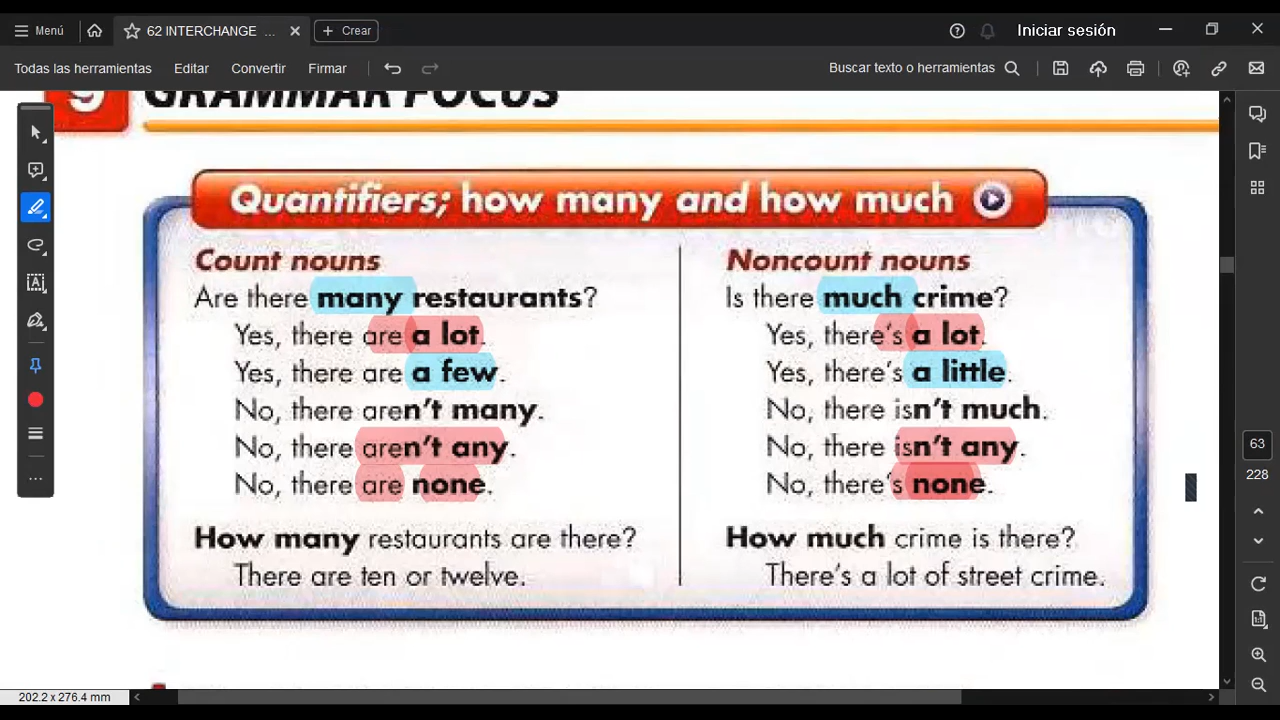 Menú
62 INTERCHANGE ...
Crear
Iniciar sesión
Todas las herramientas
Editar
Convertir
Firmar
Buscar texto o herramientas
9 GRAMMAR FOCUS
Quantifiers; how many and how much
Count nouns
Are there many restaurants?
Yes, there are a lot.
Yes, there are a few.
No, there aren't many.
No, there aren't any.
No, there are none.
How many restaurants are there?
There are ten or twelve.
Noncount nouns
Is there much crime?
Yes, there's a lot.
Yes, there's a little.
No, there isn't much.
No, there isn't any.
No, there's none.
How much crime is there?
There's a lot of street crime.
63
228
202.2 x 276.4 mm